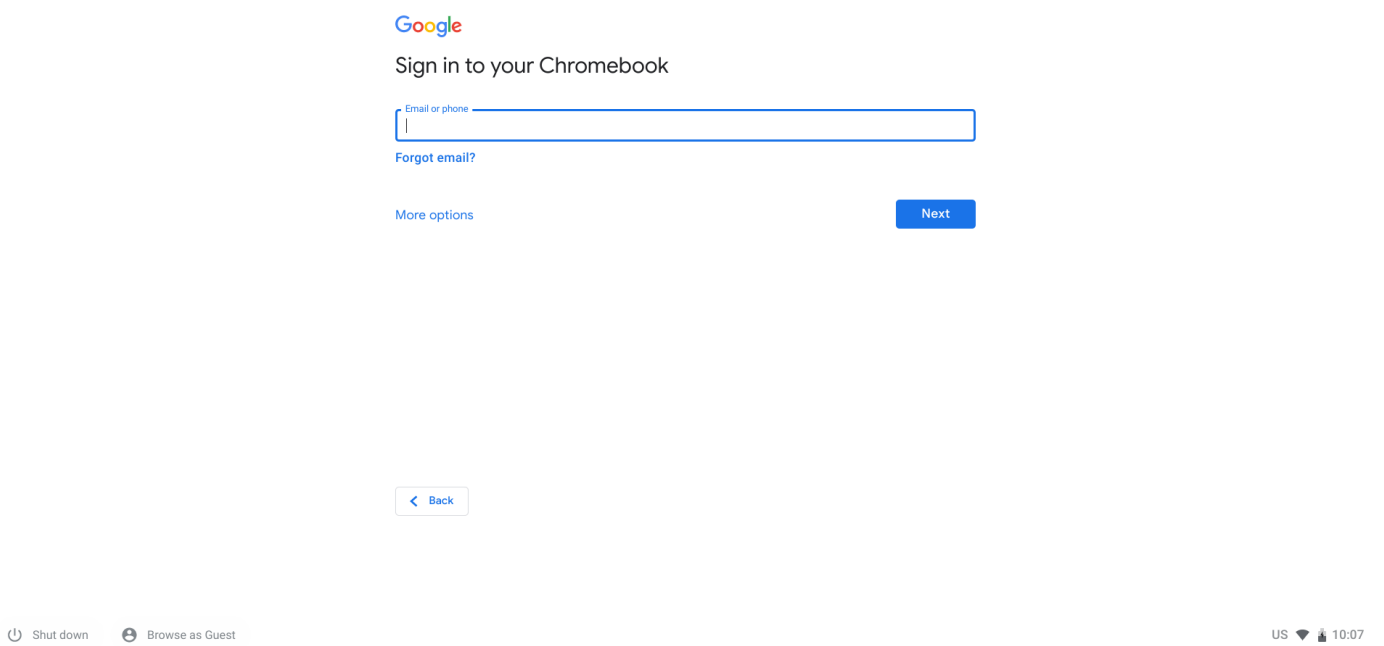 Google
Sign in to your Chromebook
Email or phone
Forgot email?
More options
Next
Back
Shut down
Browse as Guest
US
10:07